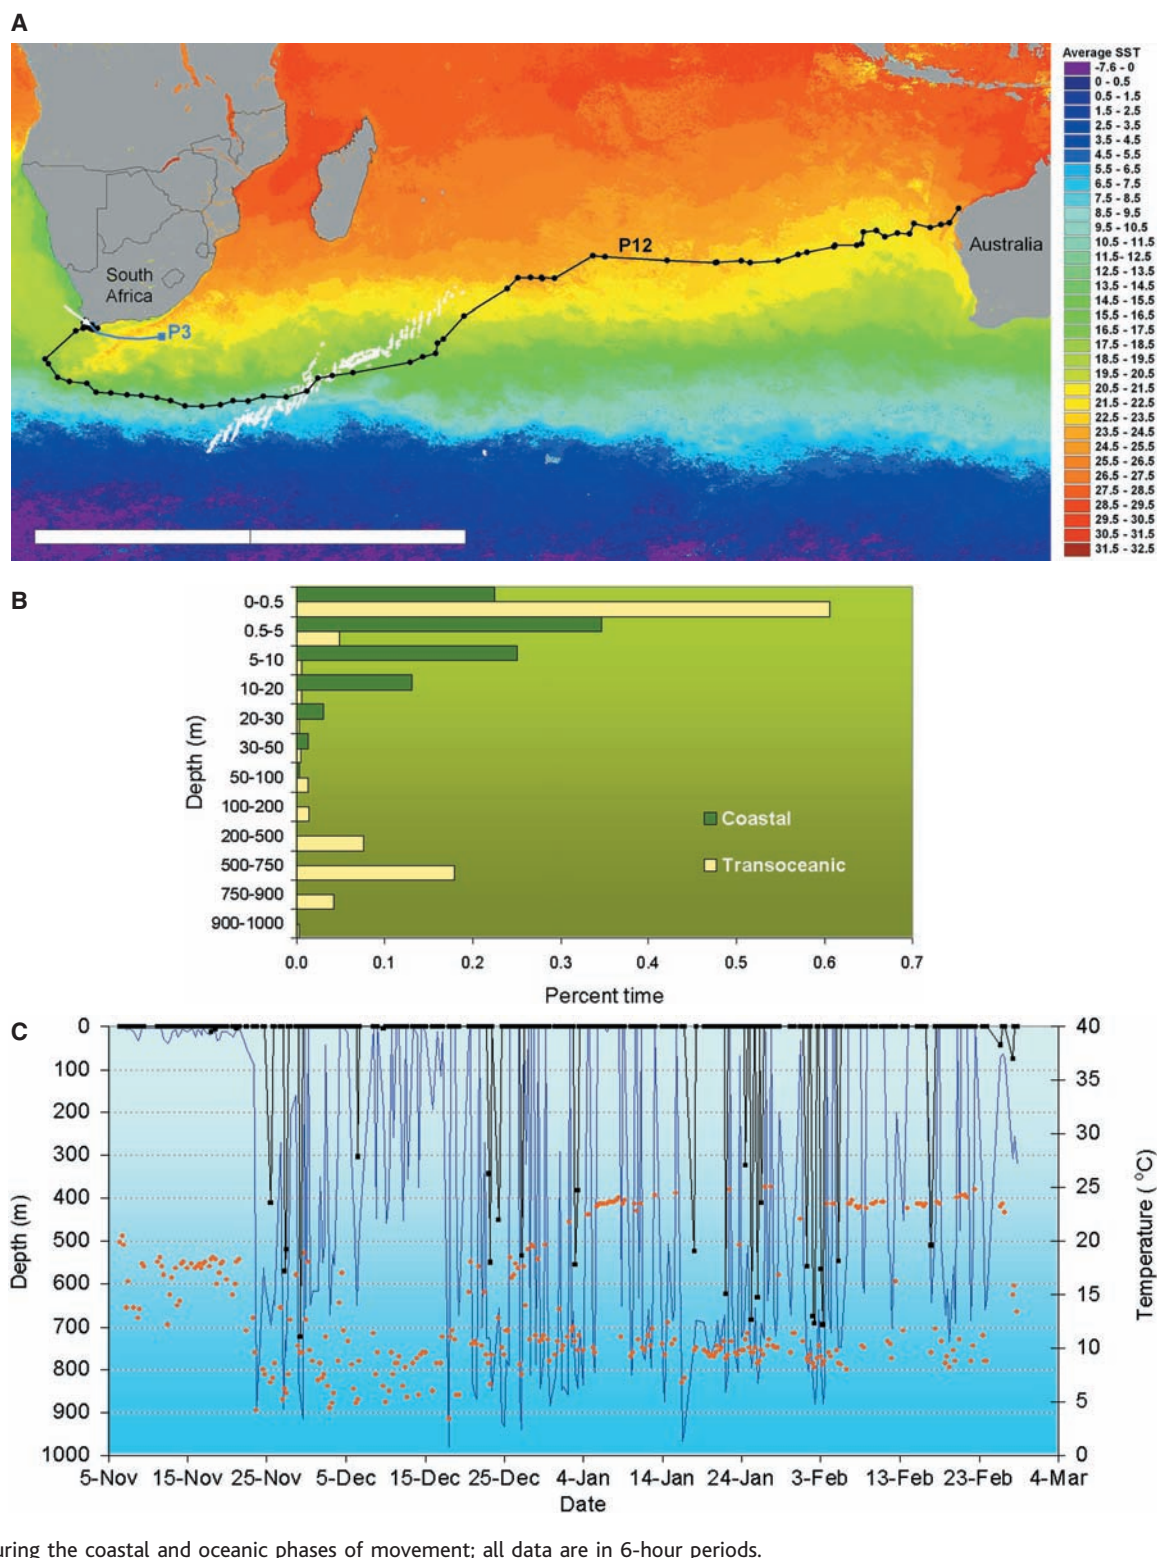 A
Average SST
-7.6 - 0
0 - 0.5
0.5 - 1.5
1.5 - 2.5
2.5 - 3.5
3.5 - 4.5
4.5 - 5.5
5.5 - 6.5
6.5 - 7.5
7.5 - 8.5
8.5 - 9.5
9.5 - 10.5
10.5 - 11.5
11.5 - 12.5
12.5 - 13.5
13.5 - 14.5
14.5 - 15.5
15.5 - 16.5
16.5 - 17.5
17.5 - 18.5
18.5 - 19.5
19.5 - 20.5
20.5 - 21.5
21.5 - 22.5
22.5 - 23.5
23.5 - 24.5
24.5 - 25.5
25.5 - 26.5
26.5 - 27.5
27.5 - 28.5
28.5 - 29.5
29.5 - 30.5
30.5 - 31.5
31.5 - 32.5
P12
Australia
South
Africa
P3
B
Depth (m)
0-0.5
0.5-5
5-10
10-20
20-30
30-50
50-100
100-200
200-500
500-750
750-900
900-1000
Coastal
Transoceanic
0.0 0.1 0.2 0.3 0.4 0.5 0.6 0.7
Percent time
C
Depth (m)
0
100
200
300
400
500
600
700
800
900
1000
40
35
30
25
20
15
10
5
0
Temperature ( °C)
5-Nov 15-Nov 25-Nov 5-Dec 15-Dec 25-Dec 4-Jan 14-Jan 24-Jan 3-Feb 13-Feb 23-Feb 4-Mar
Date
uring the coastal and oceanic phases of movement; all data are in 6-hour periods.